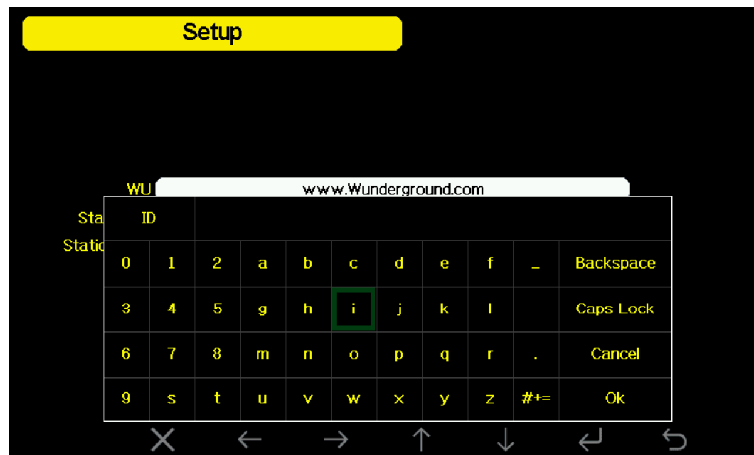 Setup
WU www.Wunderground.com
Sta ID
Static
0 1 2 a b c d e f _ Backspace
3 4 5 g h i j k l Caps Lock
6 7 8 m n o p q r . Cancel
9 s t u v w x y z #+= Ok